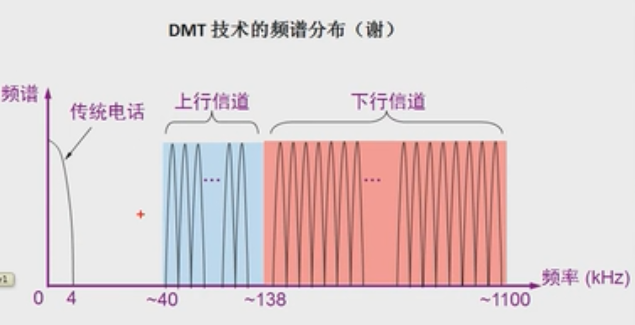 DMT 技术的频谱分布（谢）
频谱
传统电话
上行信道
下行信道
...
...
0
4
~40
~138
~1100
频率 (kHz)